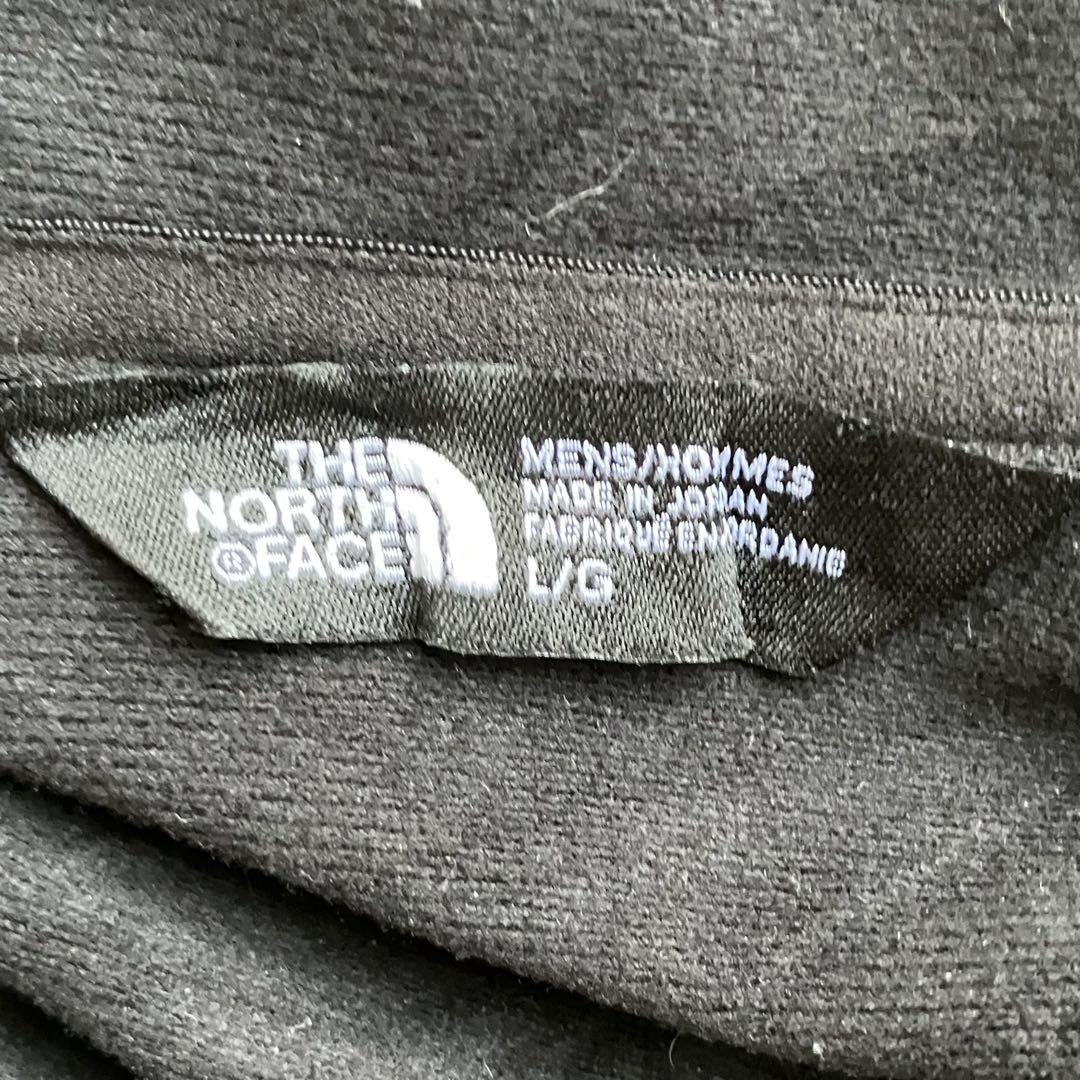 THE
NORTH
®FACE
MENS/HOMMES
MADE IN JORDAN
FABRIQUÉ EN JORDANIE
L/G